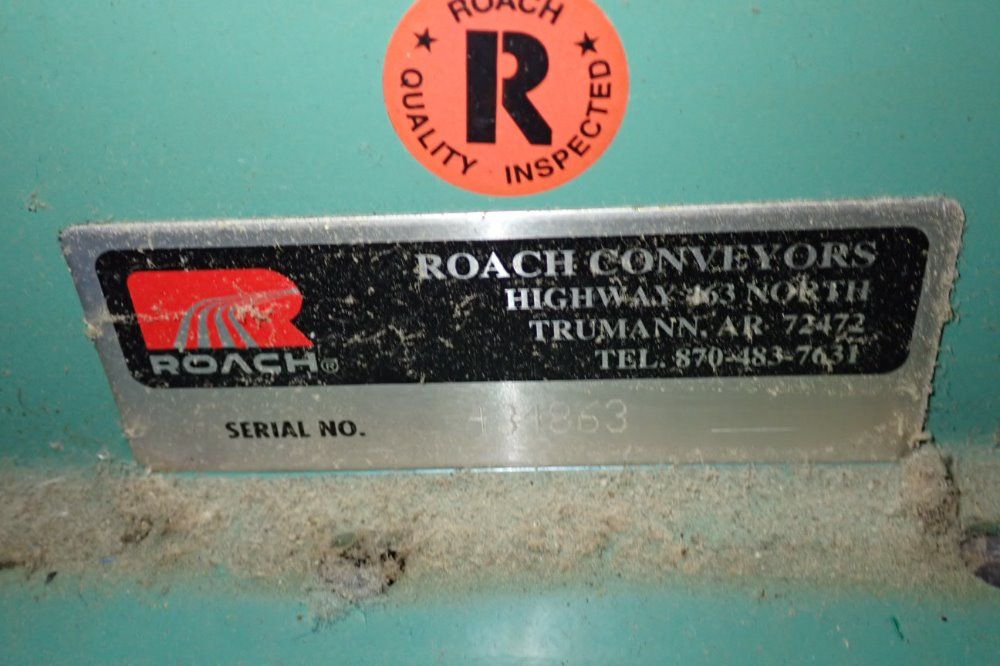 ROACH
R
QUALITY INSPECTED
ROACH CONVEYORS
HIGHWAY 463 NORTH
TRUMANN, AR 72472
TEL. 870-483-7631
ROACH®
SERIAL NO.